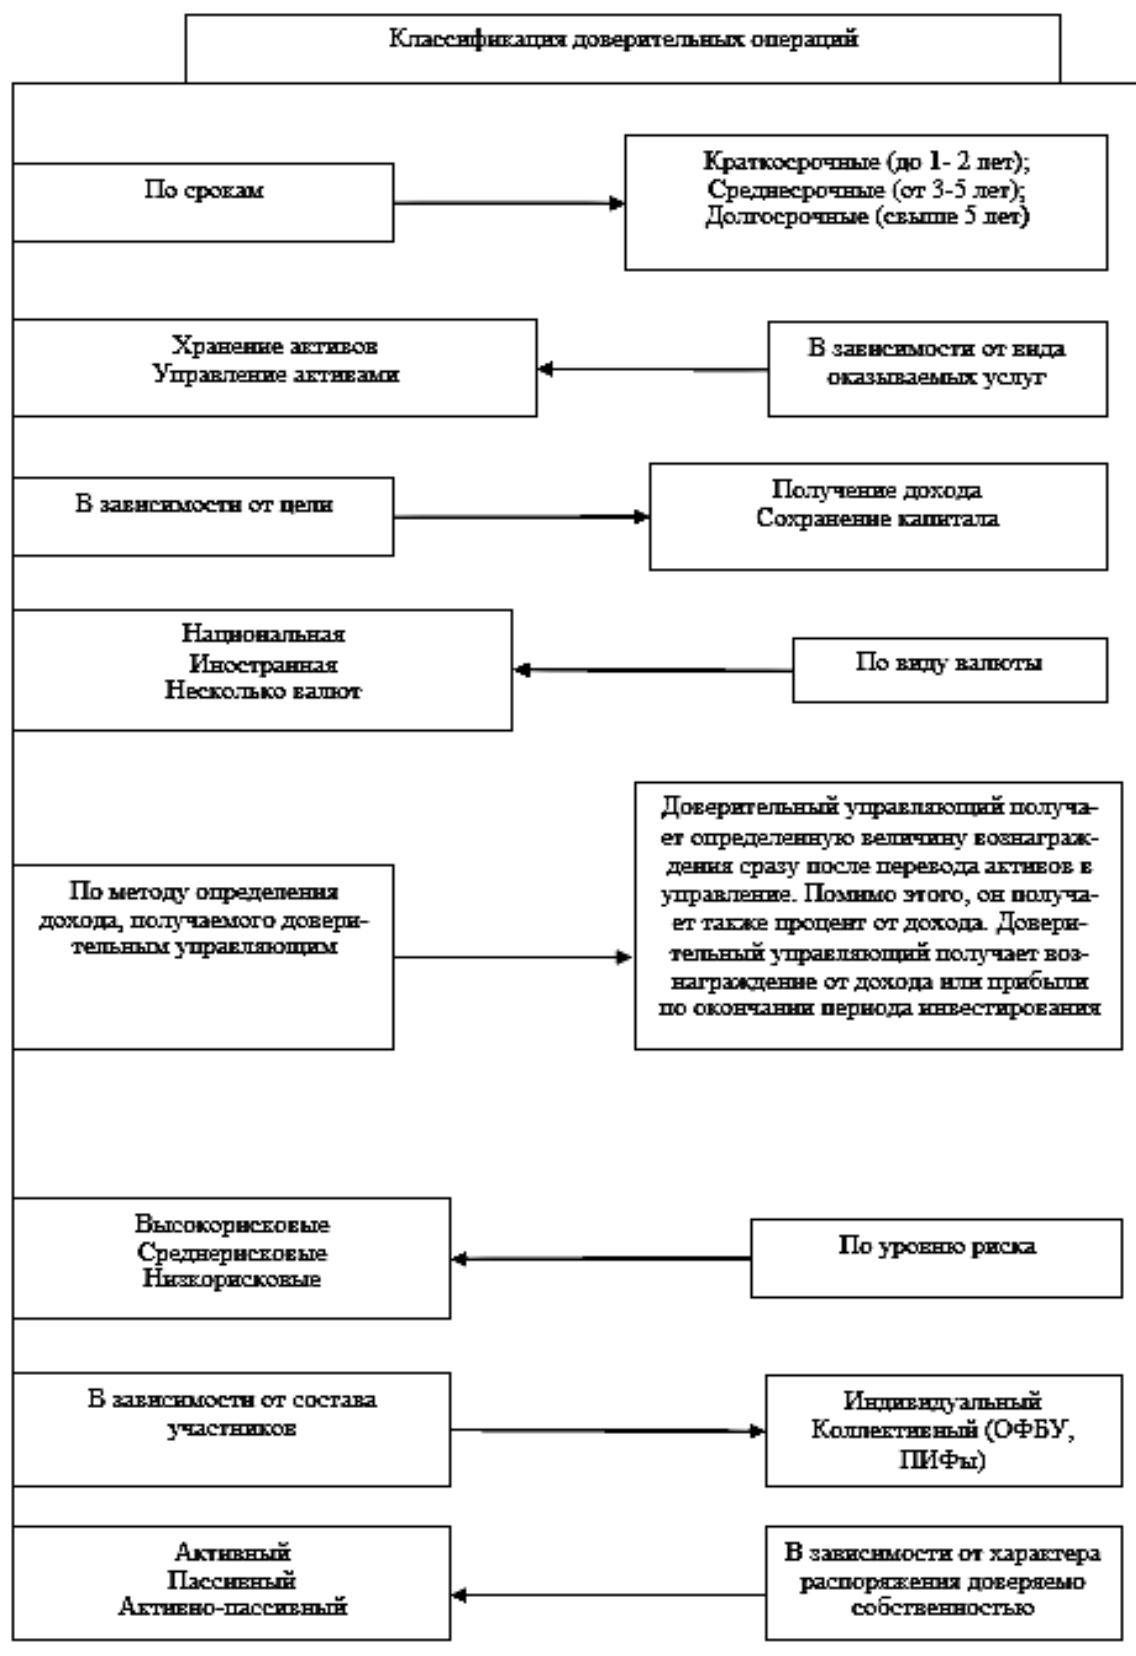 Классификация доверительных операций
По срокам
Краткосрочные (до 1- 2 лет);
Среднесрочные (от 3-5 лет);
Долгосрочные (свыше 5 лет)
Хранение активов
Управление активами
В зависимости от вида
оказываемых услуг
В зависимости от цели
Получение дохода
Сохранение капитала
Национальная
Иностранная
Несколько валют
По виду валюты
По методу определения
дохода, получаемого довери-
тельным управляющим
Доверительный управляющий получа-
ет определенную величину вознаграж-
дения сразу после перевода активов в
управление. Помимо этого, он получа-
ет также процент от дохода. Довери-
тельный управляющий получает воз-
награждение от дохода или прибыли
по окончании периода инвестирования
Высокорисковые
Среднерисковые
Низкорисковые
По уровню риска
В зависимости от состава
участников
Индивидуальный
Коллективный (ОФБУ,
ПИФы)
Активный
Пассивный
Активно-пассивный
В зависимости от характера
распоряжения доверяемо
собственностью